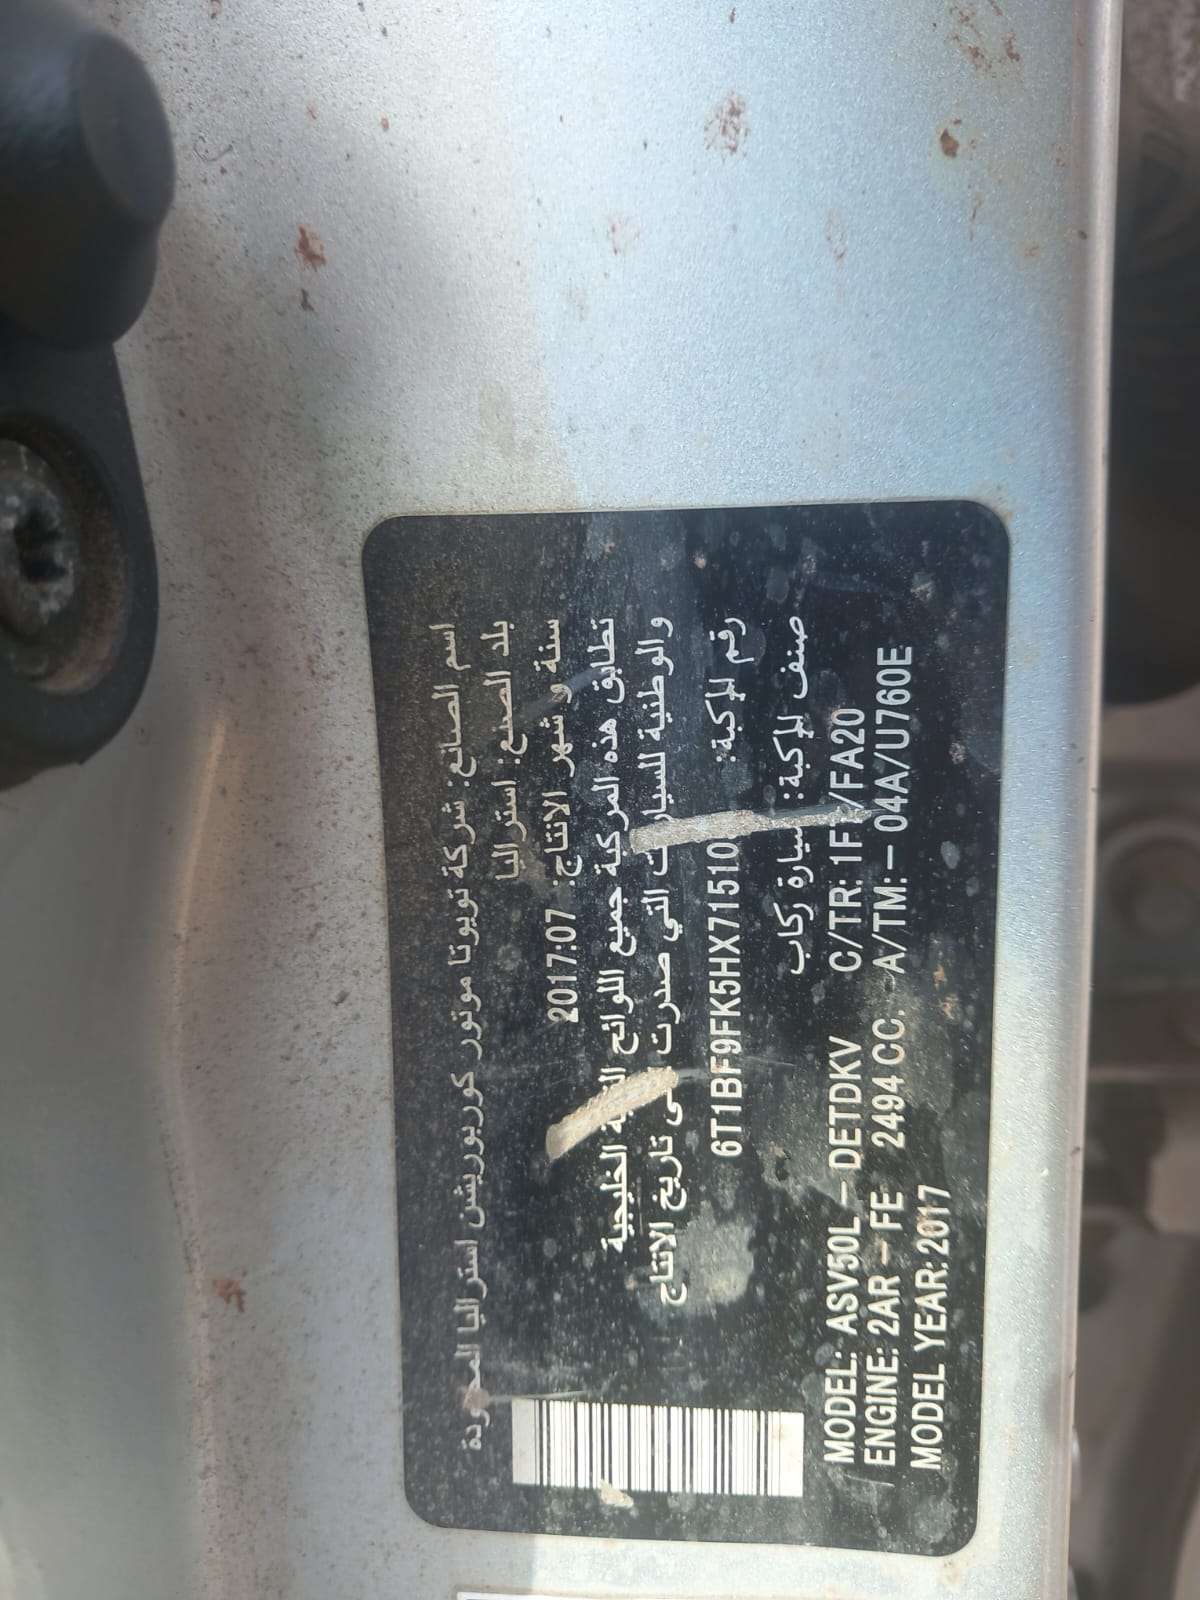 اسم الصانع: شركة تويوتا موتور كوربوريشن استراليا المحدودة
بلد الصنع: استراليا
سنة و شهر الانتاج: 2017:07
تطابق هذه المركبة جميع اللوائح الخليجية
والوطنية للسيارات التي صدرت تاريخ الانتاج
رقم المركبة: 6T1BF9FK5HX71510
صنف المركبة: سيارة ركاب
MODEL: ASV50L - DETDKV C/TR: 1F /FA20
ENGINE: 2AR - FE 2494 CC. A/TM: - 04A/U760E
MODEL YEAR: 2017